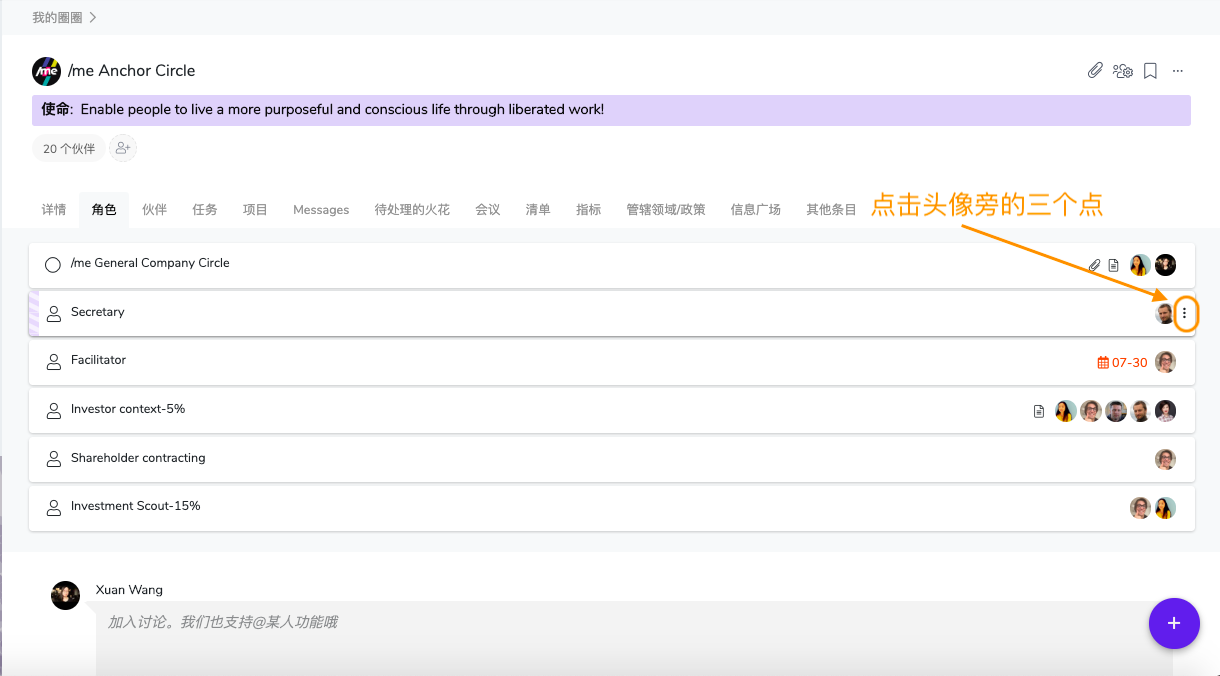 我的圈圈
/me /me Anchor Circle
使命: Enable people to live a more purposeful and conscious life through liberated work!
20 个伙伴
详情 角色 伙伴 任务 项目 Messages 待处理的火花 会议 清单 指标 管辖领域/政策 信息广场 其他条目
点击头像旁的三个点
/me General Company Circle
Secretary
Facilitator 07-30
Investor context-5%
Shareholder contracting
Investment Scout-15%
Xuan Wang
加入讨论。我们也支持@某人功能哦